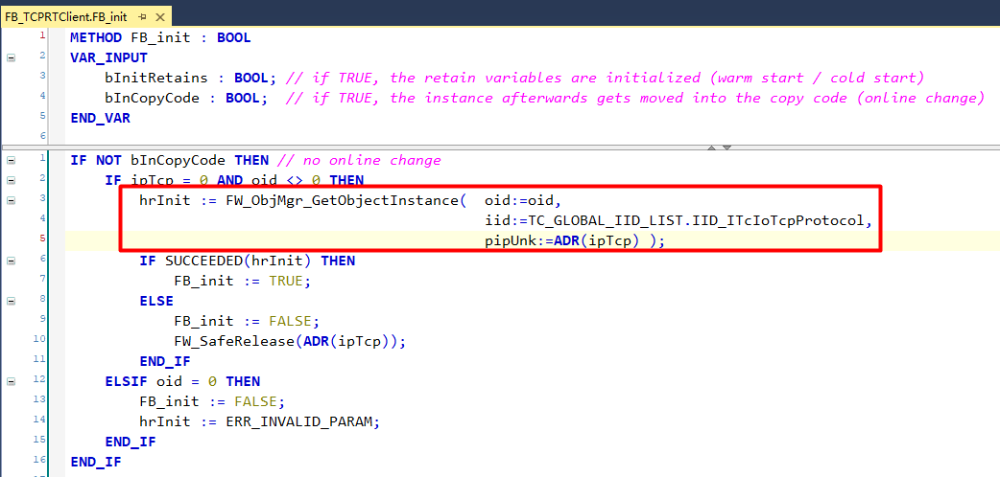 FB_TCPRTClient.FB_init
1 METHOD FB_init : BOOL
2 VAR_INPUT
3 bInitRetains : BOOL; // if TRUE, the retain variables are initialized (warm start / cold start)
4 bInCopyCode : BOOL;  // if TRUE, the instance afterwards gets moved into the copy code (online change)
5 END_VAR
6
1 IF NOT bInCopyCode THEN // no online change
2 IF ipTcp = 0 AND oid <> 0 THEN
3 hrInit := FW_ObjMgr_GetObjectInstance(  oid:=oid,
4 iid:=TC_GLOBAL_IID_LIST.IID_ITcIoTcpProtocol,
5 pipUnk:=ADR(ipTcp) );
6 IF SUCCEEDED(hrInit) THEN
7 FB_init := TRUE;
8 ELSE
9 FB_init := FALSE;
10 FW_SafeRelease(ADR(ipTcp));
11 END_IF
12 ELSIF oid = 0 THEN
13 FB_init := FALSE;
14 hrInit := ERR_INVALID_PARAM;
15 END_IF
16 END_IF